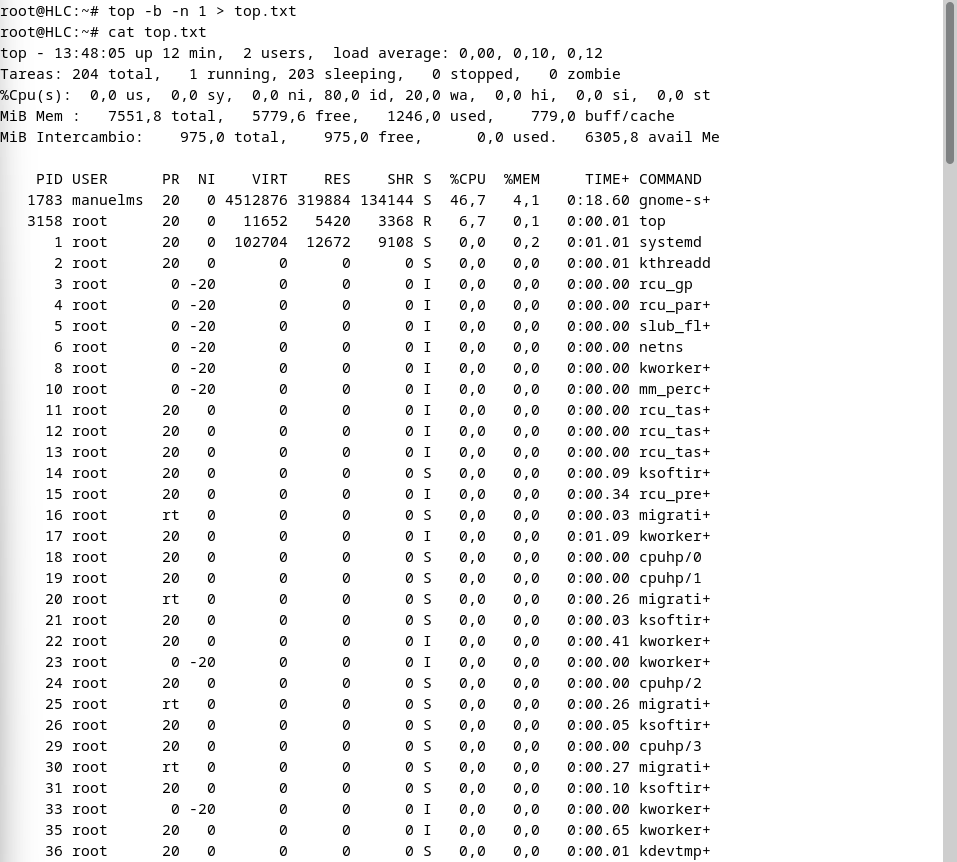 root@HLC:~# top -b -n 1 > top.txt
root@HLC:~# cat top.txt
top - 13:48:05 up 12 min,  2 users,  load average: 0,00, 0,10, 0,12
Tareas: 204 total,   1 running, 203 sleeping,   0 stopped,   0 zombie
%Cpu(s):  0,0 us,  0,0 sy,  0,0 ni, 80,0 id, 20,0 wa,  0,0 hi,  0,0 si,  0,0 st
MiB Mem :   7551,8 total,   5779,6 free,   1246,0 used,    779,0 buff/cache
MiB Intercambio:    975,0 total,    975,0 free,      0,0 used.   6305,8 avail Me
    PID USER      PR  NI    VIRT    RES    SHR S  %CPU  %MEM     TIME+ COMMAND
   1783 manuelms  20   0 4512876 319884 134144 S  46,7   4,1   0:18.60 gnome-s+
   3158 root      20   0   11652   5420   3368 R   6,7   0,1   0:00.01 top
      1 root      20   0  102704  12672   9108 S   0,0   0,2   0:01.01 systemd
      2 root      20   0       0      0      0 S   0,0   0,0   0:00.01 kthreadd
      3 root       0 -20       0      0      0 I   0,0   0,0   0:00.00 rcu_gp
      4 root       0 -20       0      0      0 I   0,0   0,0   0:00.00 rcu_par+
      5 root       0 -20       0      0      0 I   0,0   0,0   0:00.00 slub_fl+
      6 root       0 -20       0      0      0 I   0,0   0,0   0:00.00 netns
      8 root       0 -20       0      0      0 I   0,0   0,0   0:00.00 kworker+
     10 root       0 -20       0      0      0 I   0,0   0,0   0:00.00 mm_perc+
     11 root      20   0       0      0      0 I   0,0   0,0   0:00.00 rcu_tas+
     12 root      20   0       0      0      0 I   0,0   0,0   0:00.00 rcu_tas+
     13 root      20   0       0      0      0 I   0,0   0,0   0:00.00 rcu_tas+
     14 root      20   0       0      0      0 S   0,0   0,0   0:00.09 ksoftir+
     15 root      20   0       0      0      0 I   0,0   0,0   0:00.34 rcu_pre+
     16 root      rt   0       0      0      0 S   0,0   0,0   0:00.03 migrati+
     17 root      20   0       0      0      0 I   0,0   0,0   0:01.09 kworker+
     18 root      20   0       0      0      0 S   0,0   0,0   0:00.00 cpuhp/0
     19 root      20   0       0      0      0 S   0,0   0,0   0:00.00 cpuhp/1
     20 root      rt   0       0      0      0 S   0,0   0,0   0:00.26 migrati+
     21 root      20   0       0      0      0 S   0,0   0,0   0:00.03 ksoftir+
     22 root      20   0       0      0      0 I   0,0   0,0   0:00.41 kworker+
     23 root       0 -20       0      0      0 I   0,0   0,0   0:00.00 kworker+
     24 root      20   0       0      0      0 S   0,0   0,0   0:00.00 cpuhp/2
     25 root      rt   0       0      0      0 S   0,0   0,0   0:00.26 migrati+
     26 root      20   0       0      0      0 S   0,0   0,0   0:00.05 ksoftir+
     29 root      20   0       0      0      0 S   0,0   0,0   0:00.00 cpuhp/3
     30 root      rt   0       0      0      0 S   0,0   0,0   0:00.27 migrati+
     31 root      20   0       0      0      0 S   0,0   0,0   0:00.10 ksoftir+
     33 root       0 -20       0      0      0 I   0,0   0,0   0:00.00 kworker+
     35 root      20   0       0      0      0 I   0,0   0,0   0:00.65 kworker+
     36 root      20   0       0      0      0 S   0,0   0,0   0:00.01 kdevtmp+